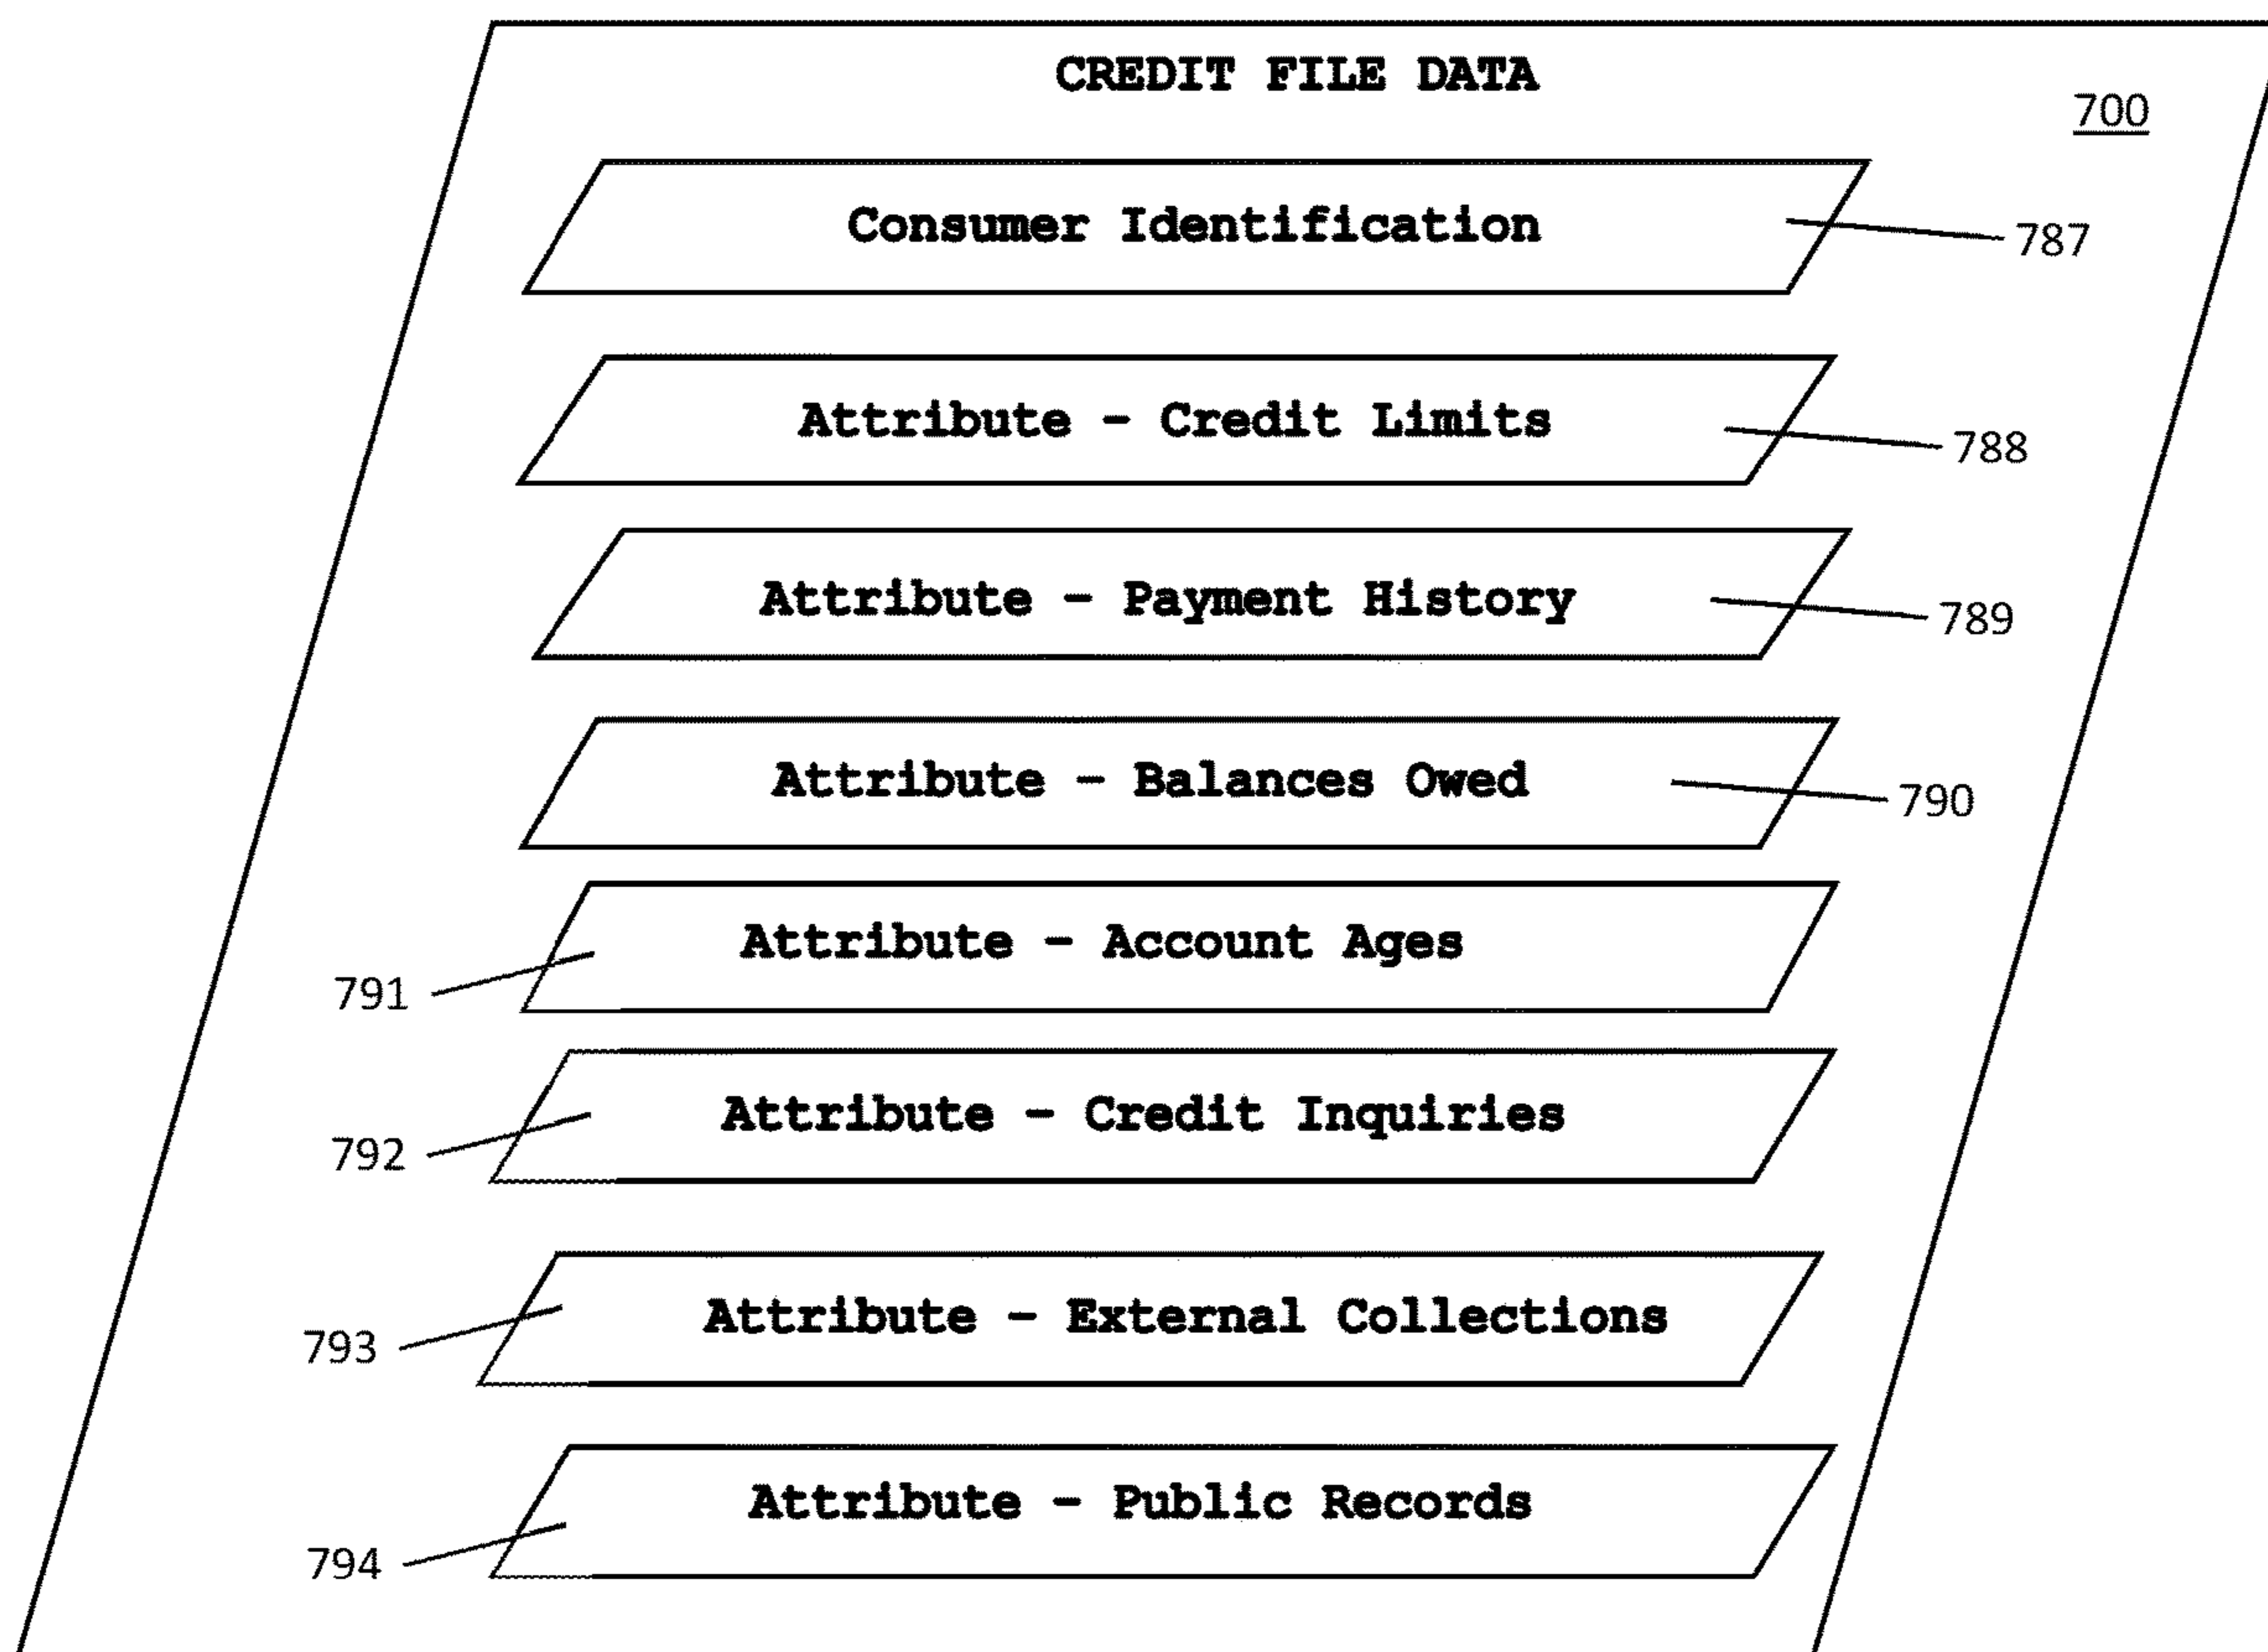 CREDIT FILE DATA
700
Consumer Identification
787
Attribute - Credit Limits
788
Attribute - Payment History
789
Attribute - Balances Owed
790
Attribute - Account Ages
791
Attribute - Credit Inquiries
792
Attribute - External Collections
793
Attribute - Public Records
794